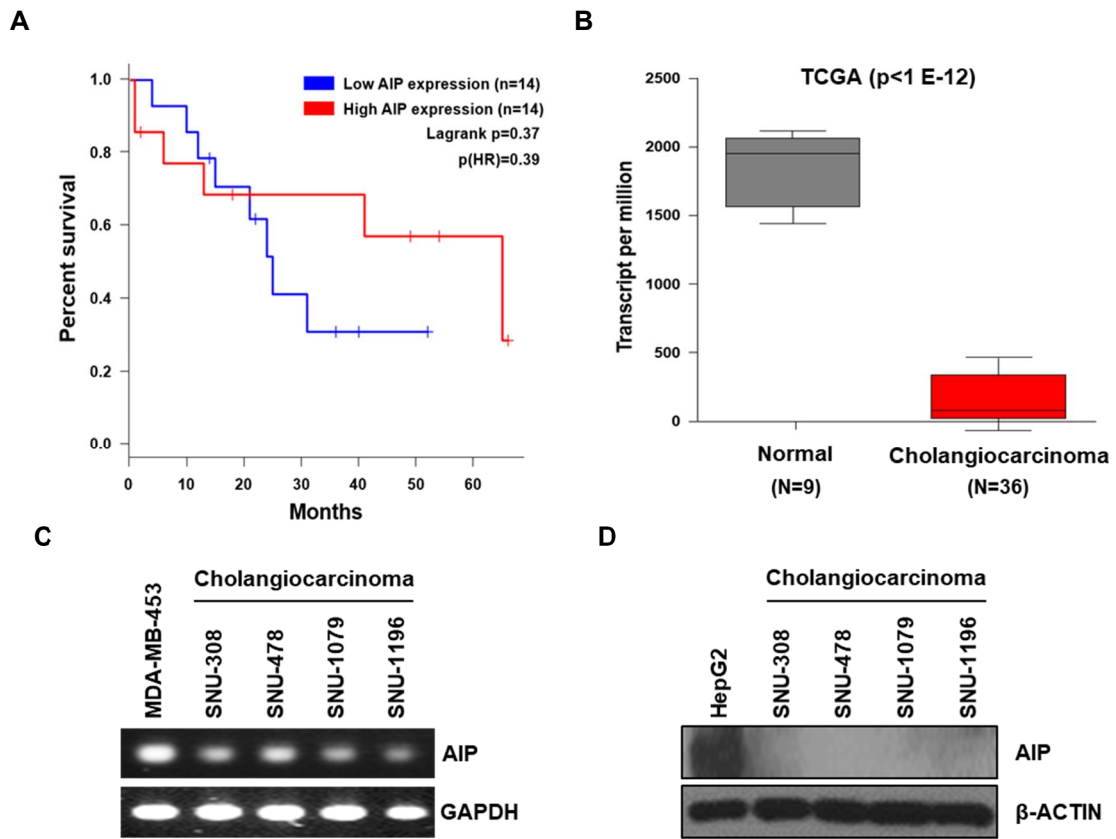 A
Low AIP expression (n=14)
High AIP expression (n=14)
Lagrank p=0.37
p(HR)=0.39
Percent survival
1.0
0.8
0.6
0.4
0.2
0.0
0 10 20 30 40 50 60
Months
B
TCGA (p<1 E-12)
Transcript per million
2500
2000
1500
1000
500
0
Normal
(N=9)
Cholangiocarcinoma
(N=36)
C
Cholangiocarcinoma
MDA-MB-453
SNU-308
SNU-478
SNU-1079
SNU-1196
AIP
GAPDH
D
Cholangiocarcinoma
HepG2
SNU-308
SNU-478
SNU-1079
SNU-1196
AIP
β-ACTIN